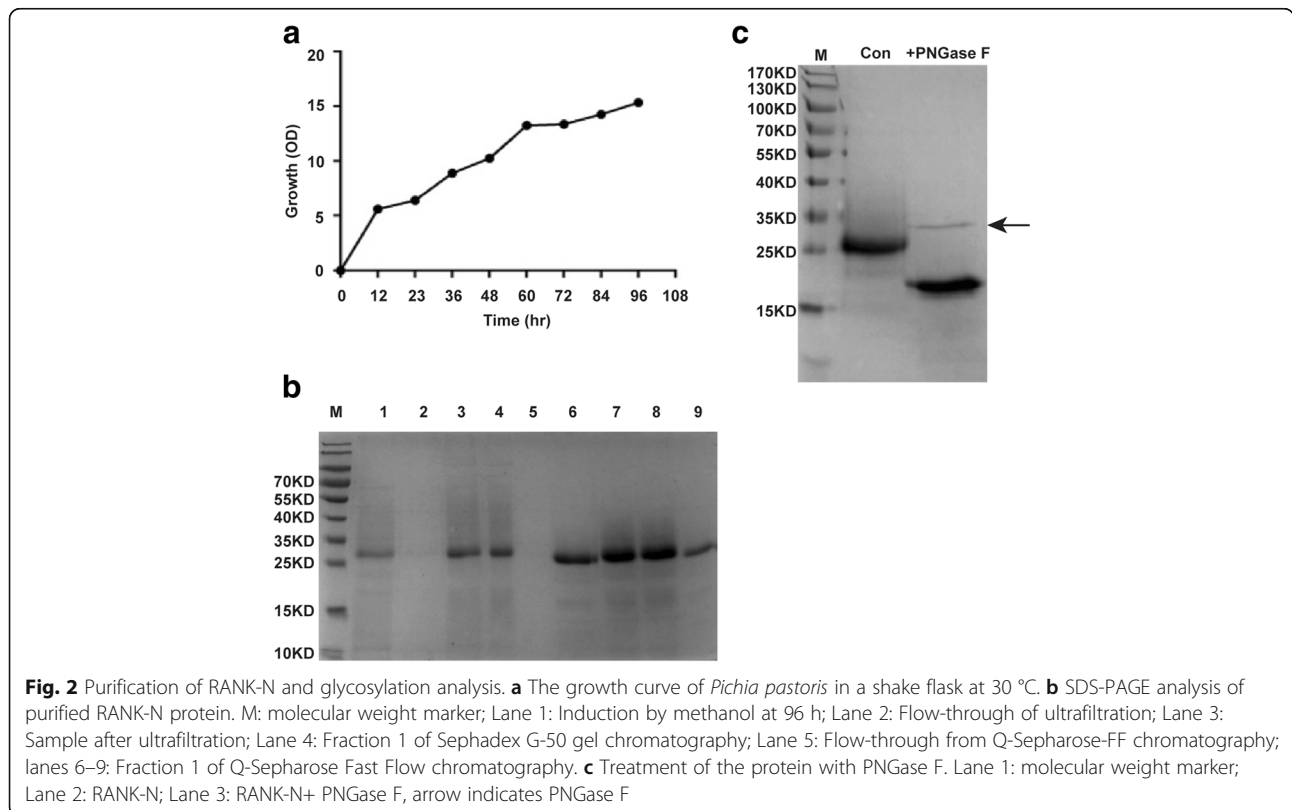 a
20
15
10
5
0
Growth (OD)
0 12 23 36 48 60 72 84 96 108
Time (hr)
c
M Con +PNGase F
170KD
130KD
100KD
70KD
55KD
40KD
35KD
25KD
15KD
b
M 1 2 3 4 5 6 7 8 9
70KD
55KD
40KD
35KD
25KD
15KD
10KD
Fig. 2 Purification of RANK-N and glycosylation analysis. a The growth curve of Pichia pastoris in a shake flask at 30 °C. b SDS-PAGE analysis of
purified RANK-N protein. M: molecular weight marker; Lane 1: Induction by methanol at 96 h; Lane 2: Flow-through of ultrafiltration; Lane 3:
Sample after ultrafiltration; Lane 4: Fraction 1 of Sephadex G-50 gel chromatography; Lane 5: Flow-through from Q-Sepharose-FF chromatography;
lanes 6–9: Fraction 1 of Q-Sepharose Fast Flow chromatography. c Treatment of the protein with PNGase F. Lane 1: molecular weight marker;
Lane 2: RANK-N; Lane 3: RANK-N+ PNGase F, arrow indicates PNGase F